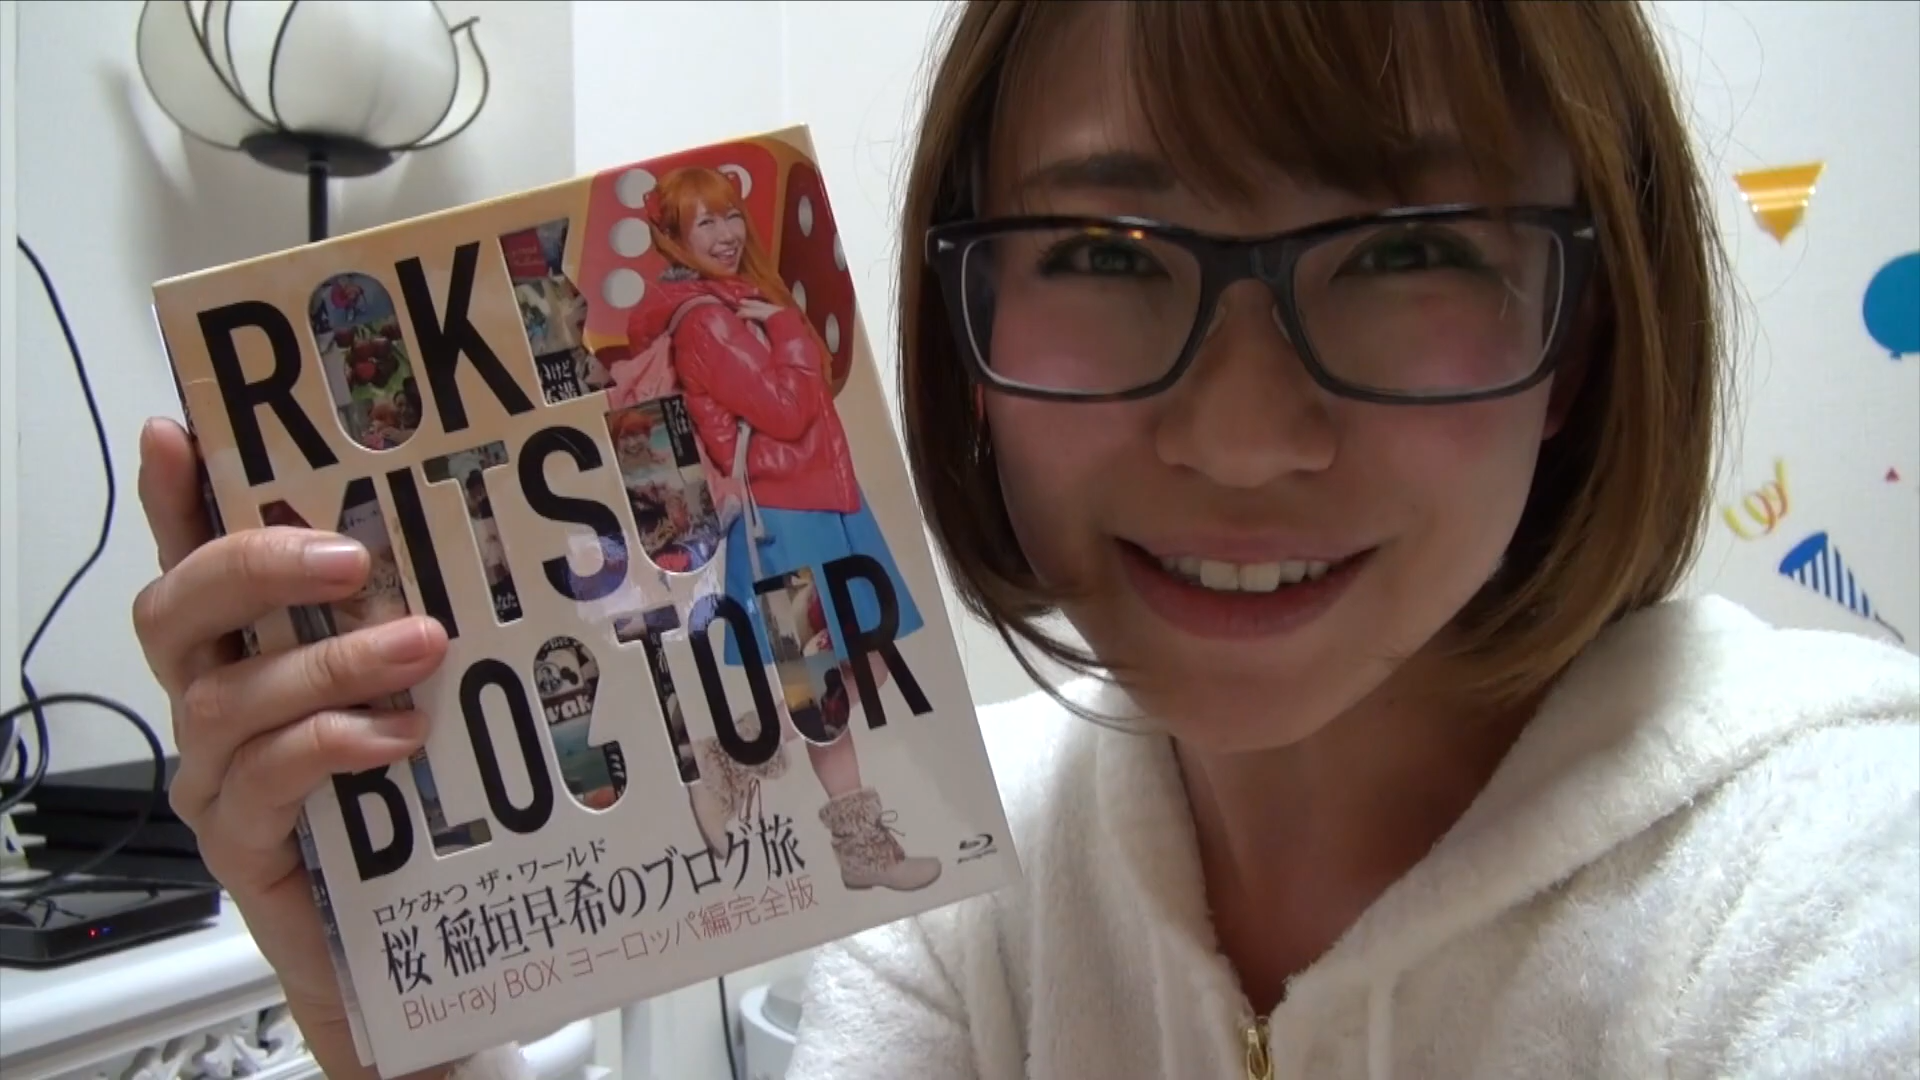 ROKE
MITSU
BLOG TOUR
ロケみつ ザ・ワールド
桜 稲垣早希のブログ旅
Blu-ray BOX ヨーロッパ編完全版